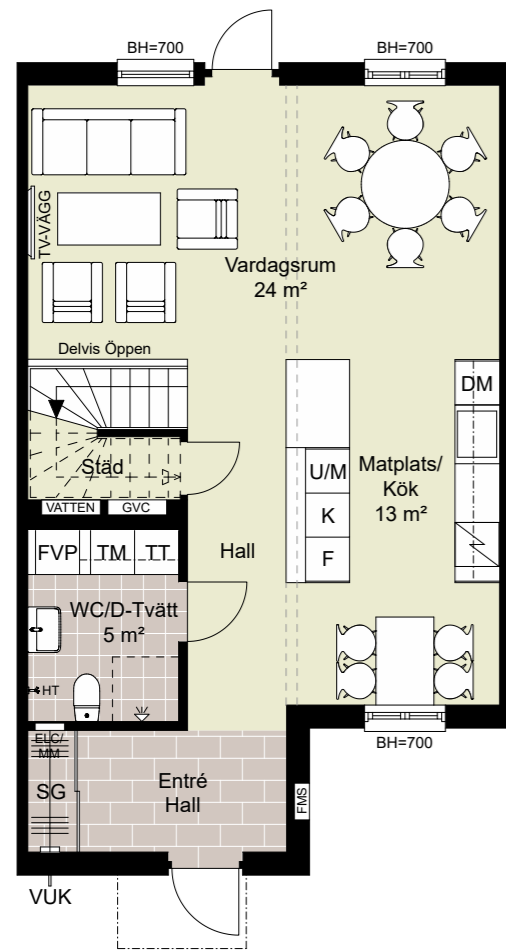 BH=700
BH=700
TV-VÄGG
Vardagsrum
24 m²
Delvis Öppen
DM
Städ
U/M
Matplats/
Kök
13 m²
K
VATTEN
GVC
F
Hall
FVP
TM
TT
WC/D-Tvätt
5 m²
HT
ELC/
MM
BH=700
SG
Entré
Hall
FMS
VUK